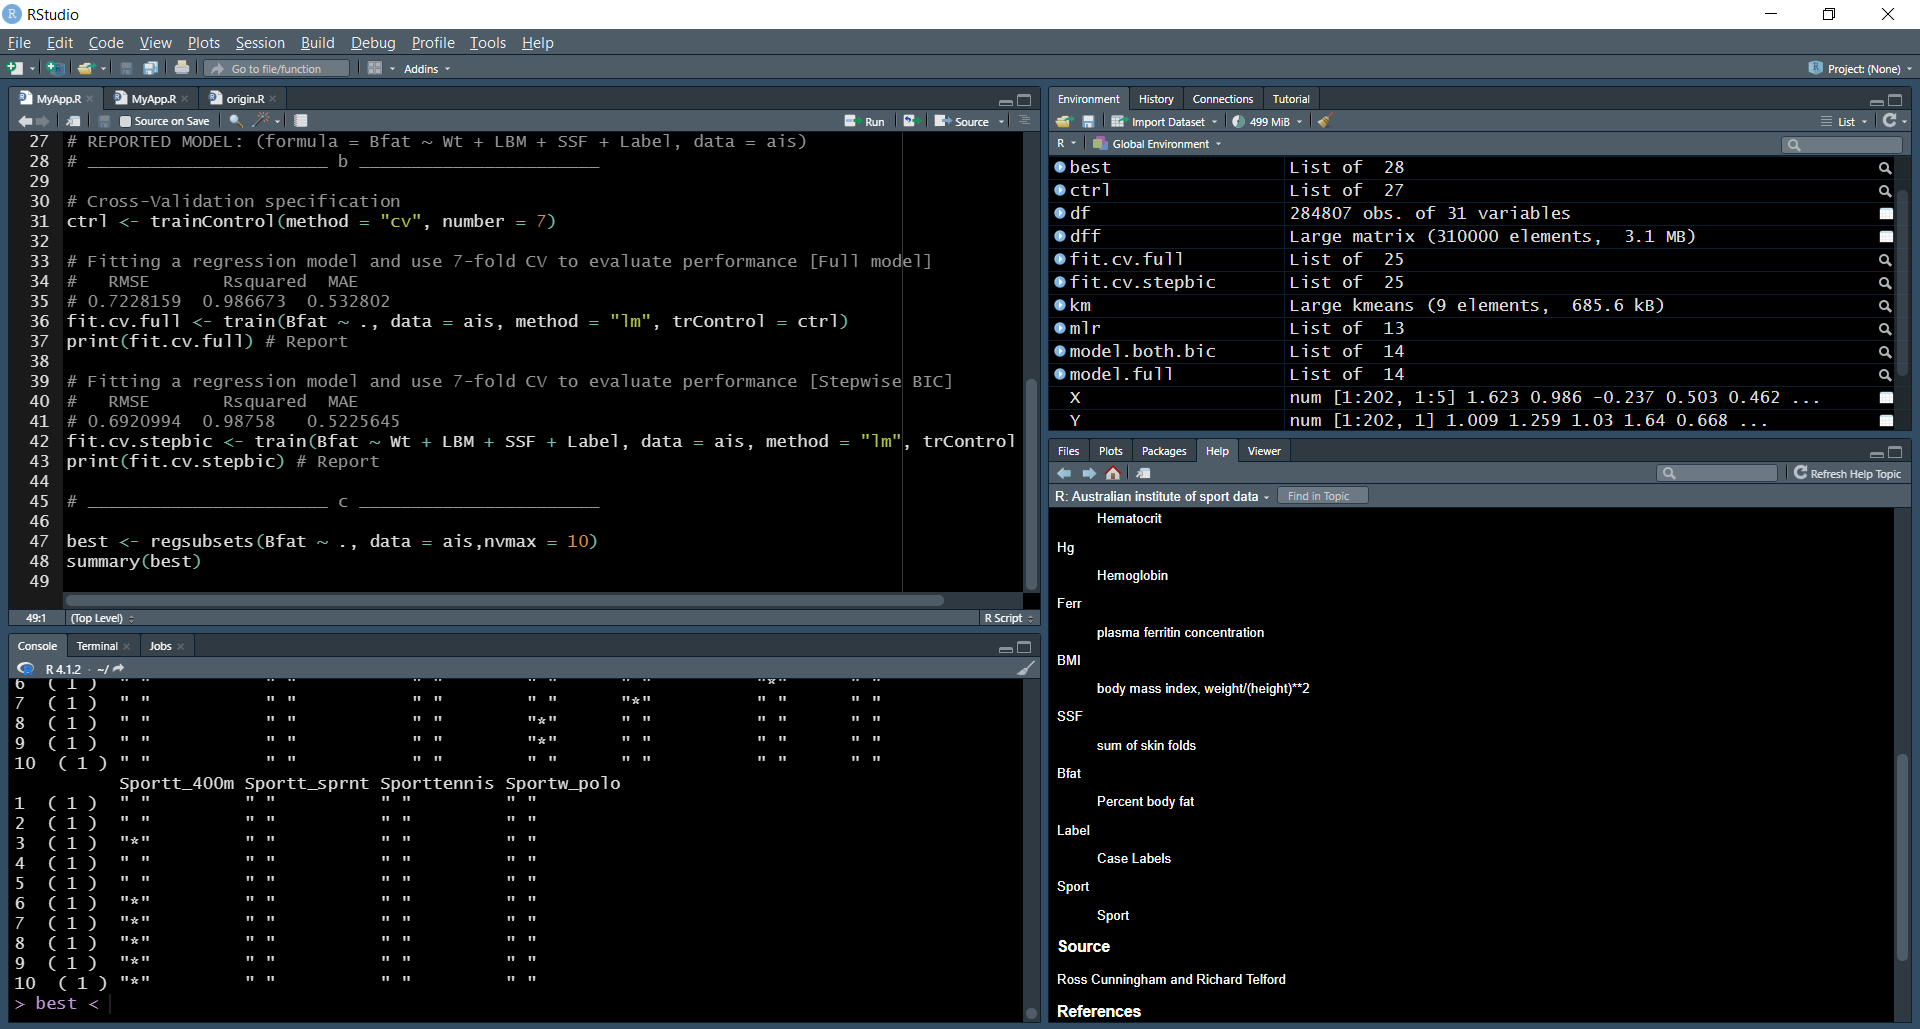 RStudio
File Edit Code View Plots Session Build Debug Profile Tools Help
Go to file/function Addins Project: (None)
MyApp.R MyApp.R origin.R
Source on Save Run Source
27 # REPORTED MODEL: (formula = Bfat ~ Wt + LBM + SSF + Label, data = ais)
28 # _______________________ b _______________________
29
30 # Cross-Validation specification
31 ctrl <- trainControl(method = "cv", number = 7)
32
33 # Fitting a regression model and use 7-fold CV to evaluate performance [Full model]
34 #   RMSE       Rsquared  MAE
35 # 0.7228159  0.986673  0.532802
36 fit.cv.full <- train(Bfat ~ ., data = ais, method = "lm", trControl = ctrl)
37 print(fit.cv.full) # Report
38
39 # Fitting a regression model and use 7-fold CV to evaluate performance [Stepwise BIC]
40 #   RMSE       Rsquared  MAE
41 # 0.6920994  0.98758   0.5225645
42 fit.cv.stepbic <- train(Bfat ~ Wt + LBM + SSF + Label, data = ais, method = "lm", trControl
43 print(fit.cv.stepbic) # Report
44
45 # _______________________ c _______________________
46
47 best <- regsubsets(Bfat ~ ., data = ais,nvmax = 10)
48 summary(best)
49
49:1 (Top Level) R Script
Console Terminal Jobs
R 4.1.2 · ~/
6  ( 1 ) " " " " " " " " " " "*" " "
7  ( 1 ) " " " " " " " " "*" " " " "
8  ( 1 ) " " " " " " "*" " " " " " "
9  ( 1 ) " " " " " " "*" " " " " " "
10  ( 1 ) " " " " " " " " " " " " " "
Sportt_400m Sportt_sprnt Sporttennis Sportw_polo
1  ( 1 ) " " " " " " " "
2  ( 1 ) " " " " " " " "
3  ( 1 ) "*" " " " " " "
4  ( 1 ) " " " " " " " "
5  ( 1 ) " " " " " " " "
6  ( 1 ) "*" " " " " " "
7  ( 1 ) "*" " " " " " "
8  ( 1 ) "*" " " " " " "
9  ( 1 ) "*" " " " " " "
10  ( 1 ) "*" " " " " " "
> best <
Environment History Connections Tutorial
Import Dataset 499 MiB List
R Global Environment
best List of 28
ctrl List of 27
df 284807 obs. of 31 variables
dff Large matrix (310000 elements, 3.1 MB)
fit.cv.full List of 25
fit.cv.stepbic List of 25
km Large kmeans (9 elements, 685.6 kB)
mlr List of 13
model.both.bic List of 14
model.full List of 14
X num [1:202, 1:5] 1.623 0.986 -0.237 0.503 0.462 ...
Y num [1:202, 1] 1.009 1.259 1.03 1.64 0.668 ...
Files Plots Packages Help Viewer
Refresh Help Topic
R: Australian institute of sport data Find in Topic
Hematocrit
Hg
Hemoglobin
Ferr
plasma ferritin concentration
BMI
body mass index, weight/(height)**2
SSF
sum of skin folds
Bfat
Percent body fat
Label
Case Labels
Sport
Sport
Source
Ross Cunningham and Richard Telford
References